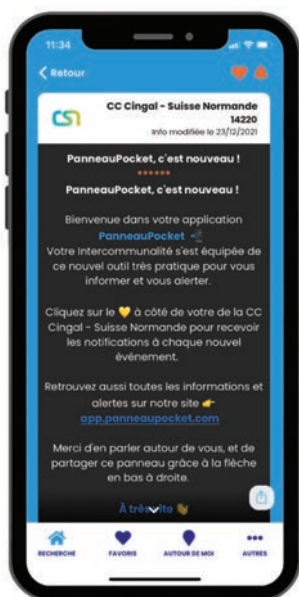 11:34
Retour
CC Cingal - Suisse Normande
14220
Info modifiée le 23/12/2021
PanneauPocket, c'est nouveau !
******
PanneauPocket, c'est nouveau !
Bienvenue dans votre application
PanneauPocket
Votre Intercommunalité s'est équipée de
ce nouvel outil très pratique pour vous
informer et vous alerter.
Cliquez sur le 💛 à côté de votre de la CC
Cingal - Suisse Normande pour recevoir
les notifications à chaque nouvel
événement.
Retrouvez aussi toutes les informations et
alertes sur notre site 👉
app.panneaupocket.com
Merci d'en parler autour de vous, et de
partager ce panneau grâce à la flèche
en bas à droite.
À très vite 👋
RECHERCHE FAVORIS AUTOUR DE MOI AUTRES